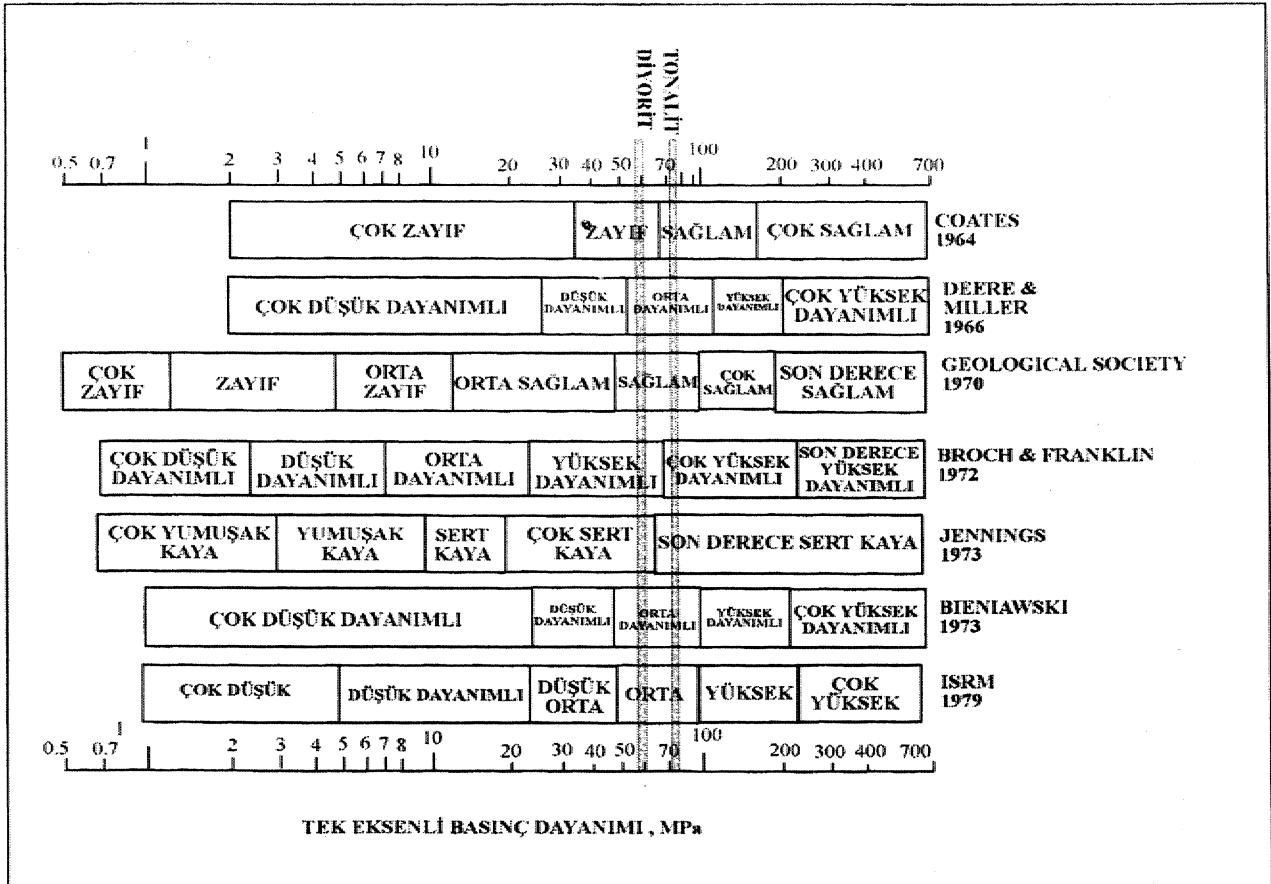 DİYORİT
TONALİT
0.5 0.7 1 2 3 4 5 6 7 8 10 20 30 40 50 70 100 200 300 400 700
ÇOK ZAYIF ZAYIF SAĞLAM ÇOK SAĞLAM
COATES
1964
ÇOK DÜŞÜK DAYANIMLI
DÜŞÜK
DAYANIMLI
ORTA
DAYANIMLI
YÜKSEK
DAYANIMLI
ÇOK YÜKSEK
DAYANIMLI
DEERE &
MILLER
1966
ÇOK
ZAYIF
ZAYIF
ORTA
ZAYIF
ORTA SAĞLAM
SAĞLAM
ÇOK
SAĞLAM
SON DERECE
SAĞLAM
GEOLOGICAL SOCIETY
1970
ÇOK DÜŞÜK
DAYANIMLI
DÜŞÜK
DAYANIMLI
ORTA
DAYANIMLI
YÜKSEK
DAYANIMLI
ÇOK YÜKSEK
DAYANIMLI
SON DERECE
YÜKSEK
DAYANIMLI
BROCH & FRANKLIN
1972
ÇOK YUMUŞAK
KAYA
YUMUŞAK
KAYA
SERT
KAYA
ÇOK SERT
KAYA
SON DERECE SERT KAYA
JENNINGS
1973
ÇOK DÜŞÜK DAYANIMLI
DÜŞÜK
DAYANIMLI
ORTA
DAYANIMLI
YÜKSEK
DAYANIMLI
ÇOK YÜKSEK
DAYANIMLI
BIENIAWSKI
1973
ÇOK DÜŞÜK
DÜŞÜK DAYANIMLI
DÜŞÜK
ORTA
ORTA
YÜKSEK
ÇOK
YÜKSEK
ISRM
1979
0.5 0.7 1 2 3 4 5 6 7 8 10 20 30 40 50 70 100 200 300 400 700
TEK EKSENLİ BASINÇ DAYANIMI , MPa